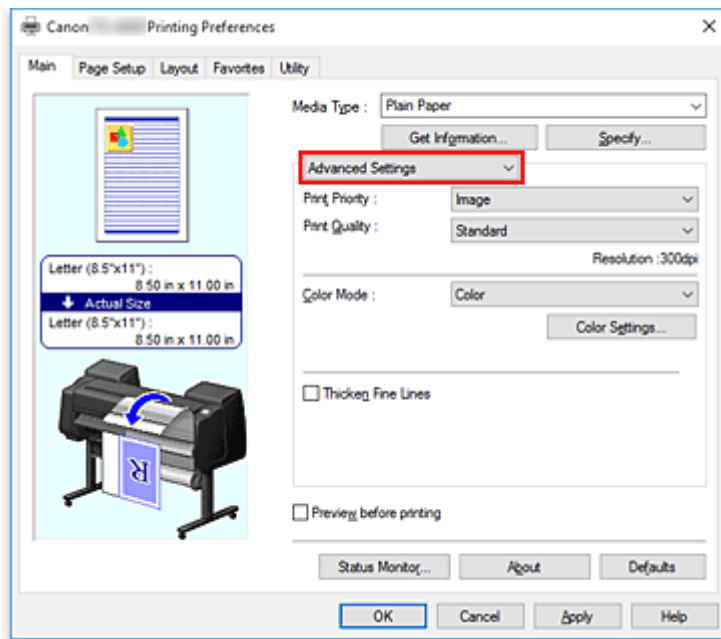 Canon Printing Preferences
Main Page Setup Layout Favorites Utility
Media Type : Plain Paper
Get Information... Specify...
Advanced Settings
Print Priority : Image
Print Quality : Standard
Resolution :300dpi
Letter (8.5"x11") :
8.50 in x 11.00 in
Actual Size
Letter (8.5"x11") :
8.50 in x 11.00 in
Color Mode : Color
Color Settings...
Thicken Fine Lines
R
Preview before printing
Status Monitor... About Defaults
OK Cancel Apply Help